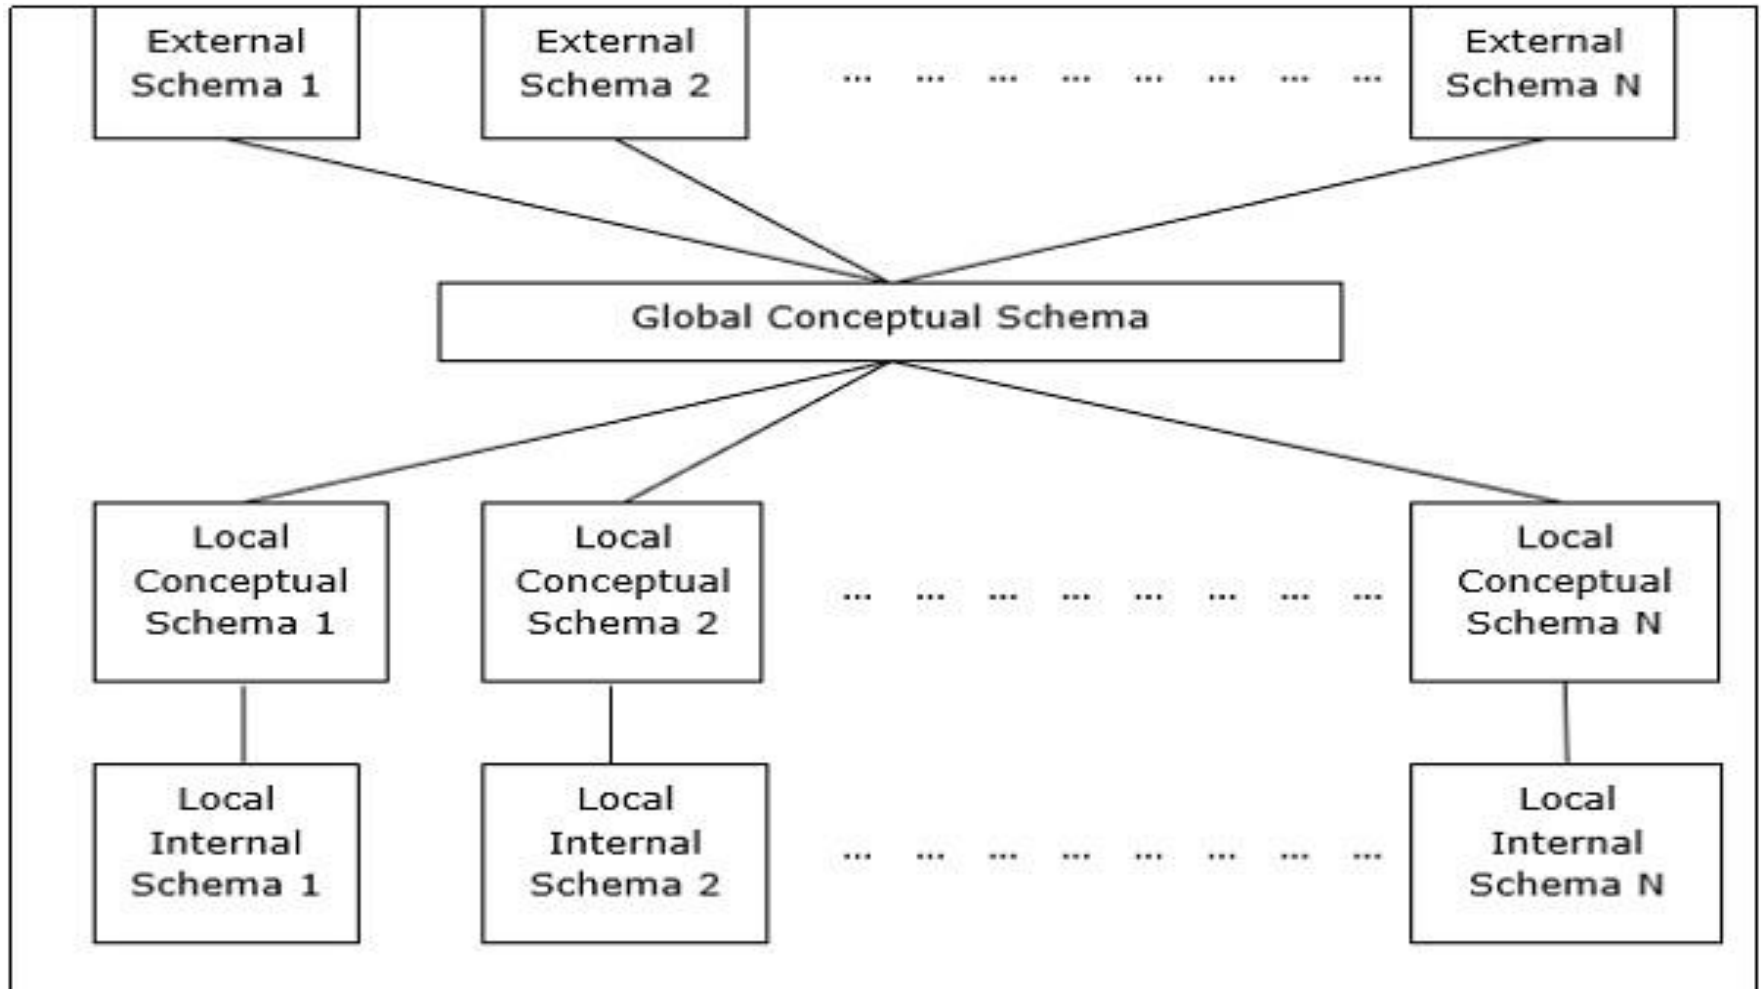 External
Schema 1
External
Schema 2
... ... ... ... ... ... ... ...
External
Schema N
Global Conceptual Schema
Local
Conceptual
Schema 1
Local
Conceptual
Schema 2
... ... ... ... ... ... ... ...
Local
Conceptual
Schema N
Local
Internal
Schema 1
Local
Internal
Schema 2
... ... ... ... ... ... ... ...
Local
Internal
Schema N